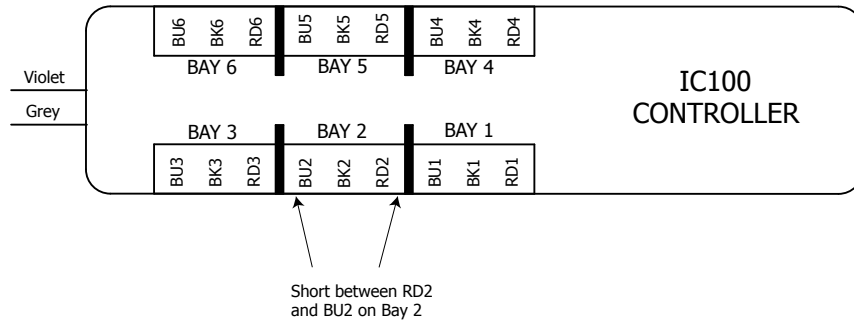 BU6 BK6 RD6 BU5 BK5 RD5 BU4 BK4 RD4
BAY 6 BAY 5 BAY 4
Violet
Grey
IC100
CONTROLLER
BAY 3 BAY 2 BAY 1
BU3 BK3 RD3 BU2 BK2 RD2 BU1 BK1 RD1
Short between RD2
and BU2 on Bay 2